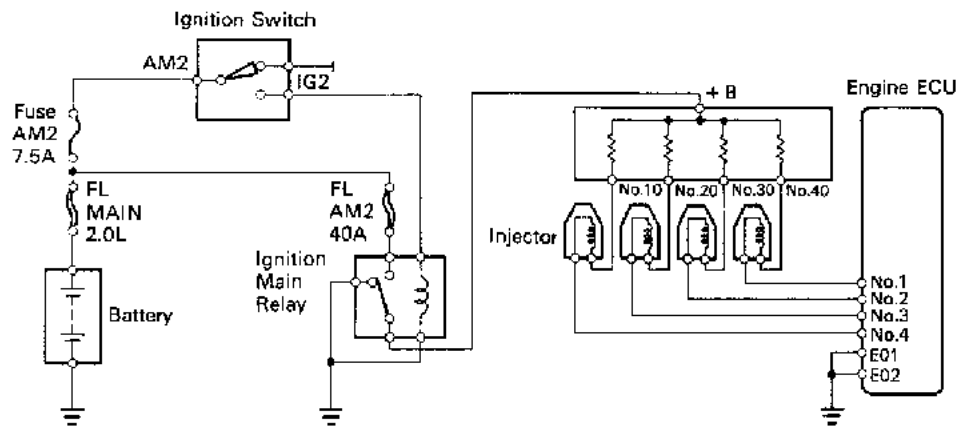 Ignition Switch
AM2
IG2
Fuse
AM2
7.5A
FL
MAIN
2.0L
Battery
FL
AM2
40A
Ignition
Main
Relay
+ B
No.10
No.20
No.30
No.40
Injector
Engine ECU
No.1
No.2
No.3
No.4
E01
E02